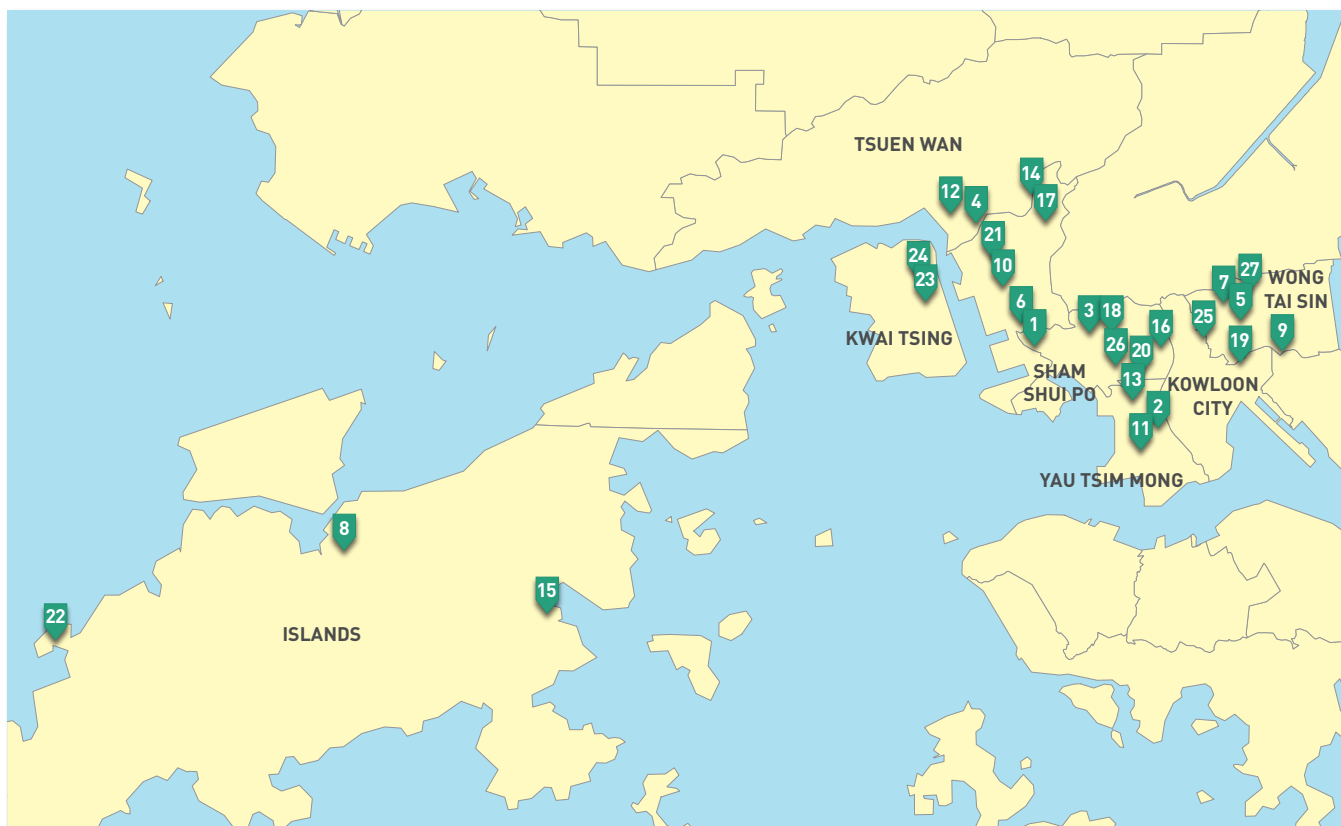 TSUEN WAN
14
12
17
4
21
24
10
27
WONG
TAI SIN
7
23
5
6
3
18
1
25
16
9
KWAI TSING
19
26
20
SHAM
SHUI PO
13
KOWLOON
CITY
2
11
YAU TSIM MONG
8
15
22
ISLANDS